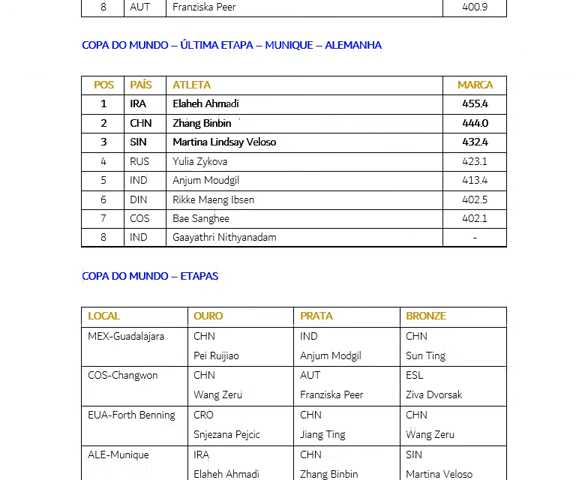 8 AUT Franziska Peer 400.9
COPA DO MUNDO – ÚLTIMA ETAPA – MUNIQUE – ALEMANHA
POS PAÍS ATLETA MARCA
1 IRA Elaheh Ahmadi 455.4
2 CHN Zhang Binbin 444.0
3 SIN Martina Lindsay Veloso 432.4
4 RUS Yulia Zykova 423.1
5 IND Anjum Moudgil 413.4
6 DIN Rikke Maeng Ibsen 402.5
7 COS Bae Sanghee 402.1
8 IND Gaayathri Nithyanadam -
COPA DO MUNDO – ETAPAS
LOCAL OURO PRATA BRONZE
MEX-Guadalajara CHN IND CHN
Pei Ruijiao Anjum Modgil Sun Ting
COS-Changwon CHN AUT ESL
Wang Zeru Franziska Peer Ziva Dvorsak
EUA-Forth Benning CRO CHN CHN
Snjezana Pejcic Jiang Ting Wang Zeru
ALE-Munique IRA CHN SIN
Elaheh Ahmadi Zhang Binbin Martina Veloso